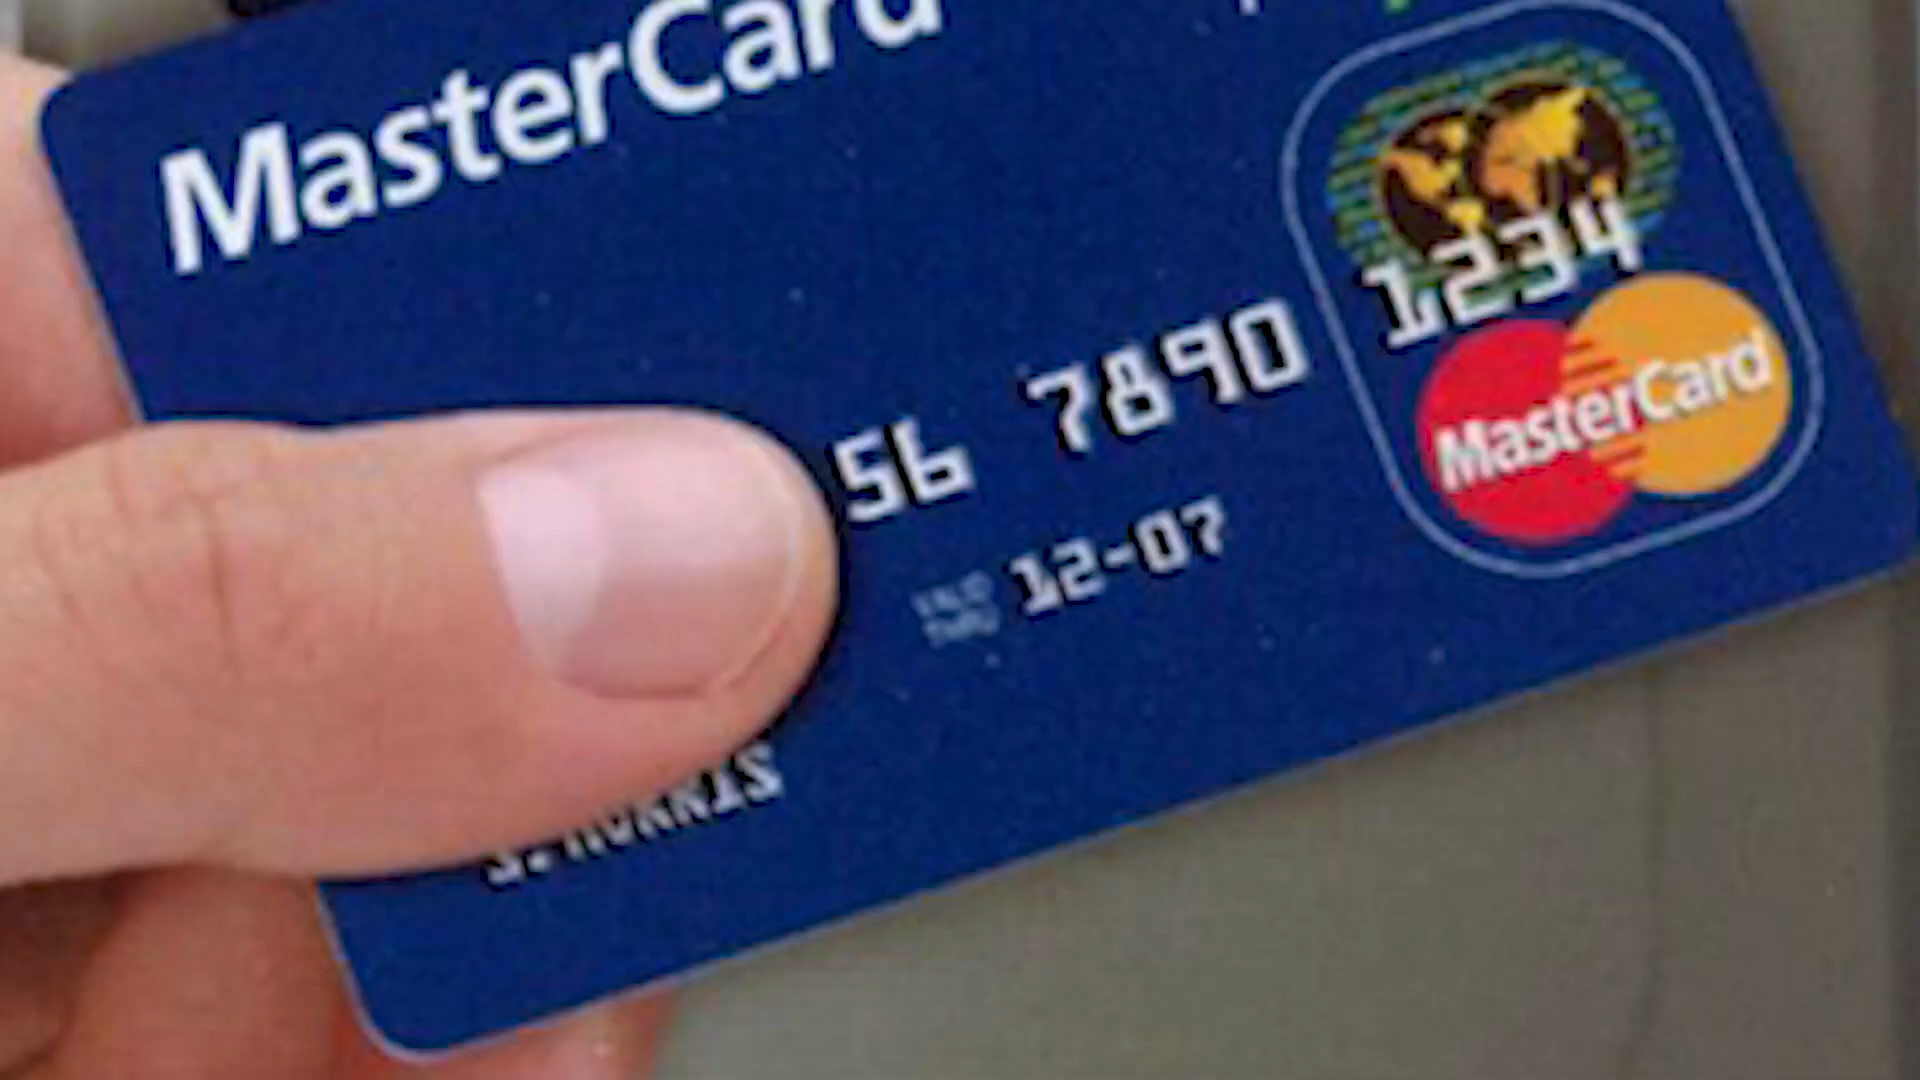 MasterCard
56 7890 1234
MasterCard
VALID
THRU 12-07